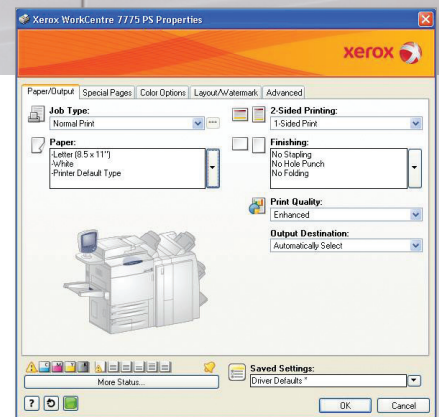 Xerox WorkCentre 7775 PS Properties
xerox
Paper/Output Special Pages Color Options Layout/Watermark Advanced
Job Type:
Normal Print
2-Sided Printing:
1-Sided Print
Paper:
-Letter (8.5 x 11")
-White
-Printer Default Type
Finishing:
No Stapling
No Hole Punch
No Folding
Print Quality:
Enhanced
Output Destination:
Automatically Select
More Status...
Saved Settings:
Driver Defaults *
OK Cancel